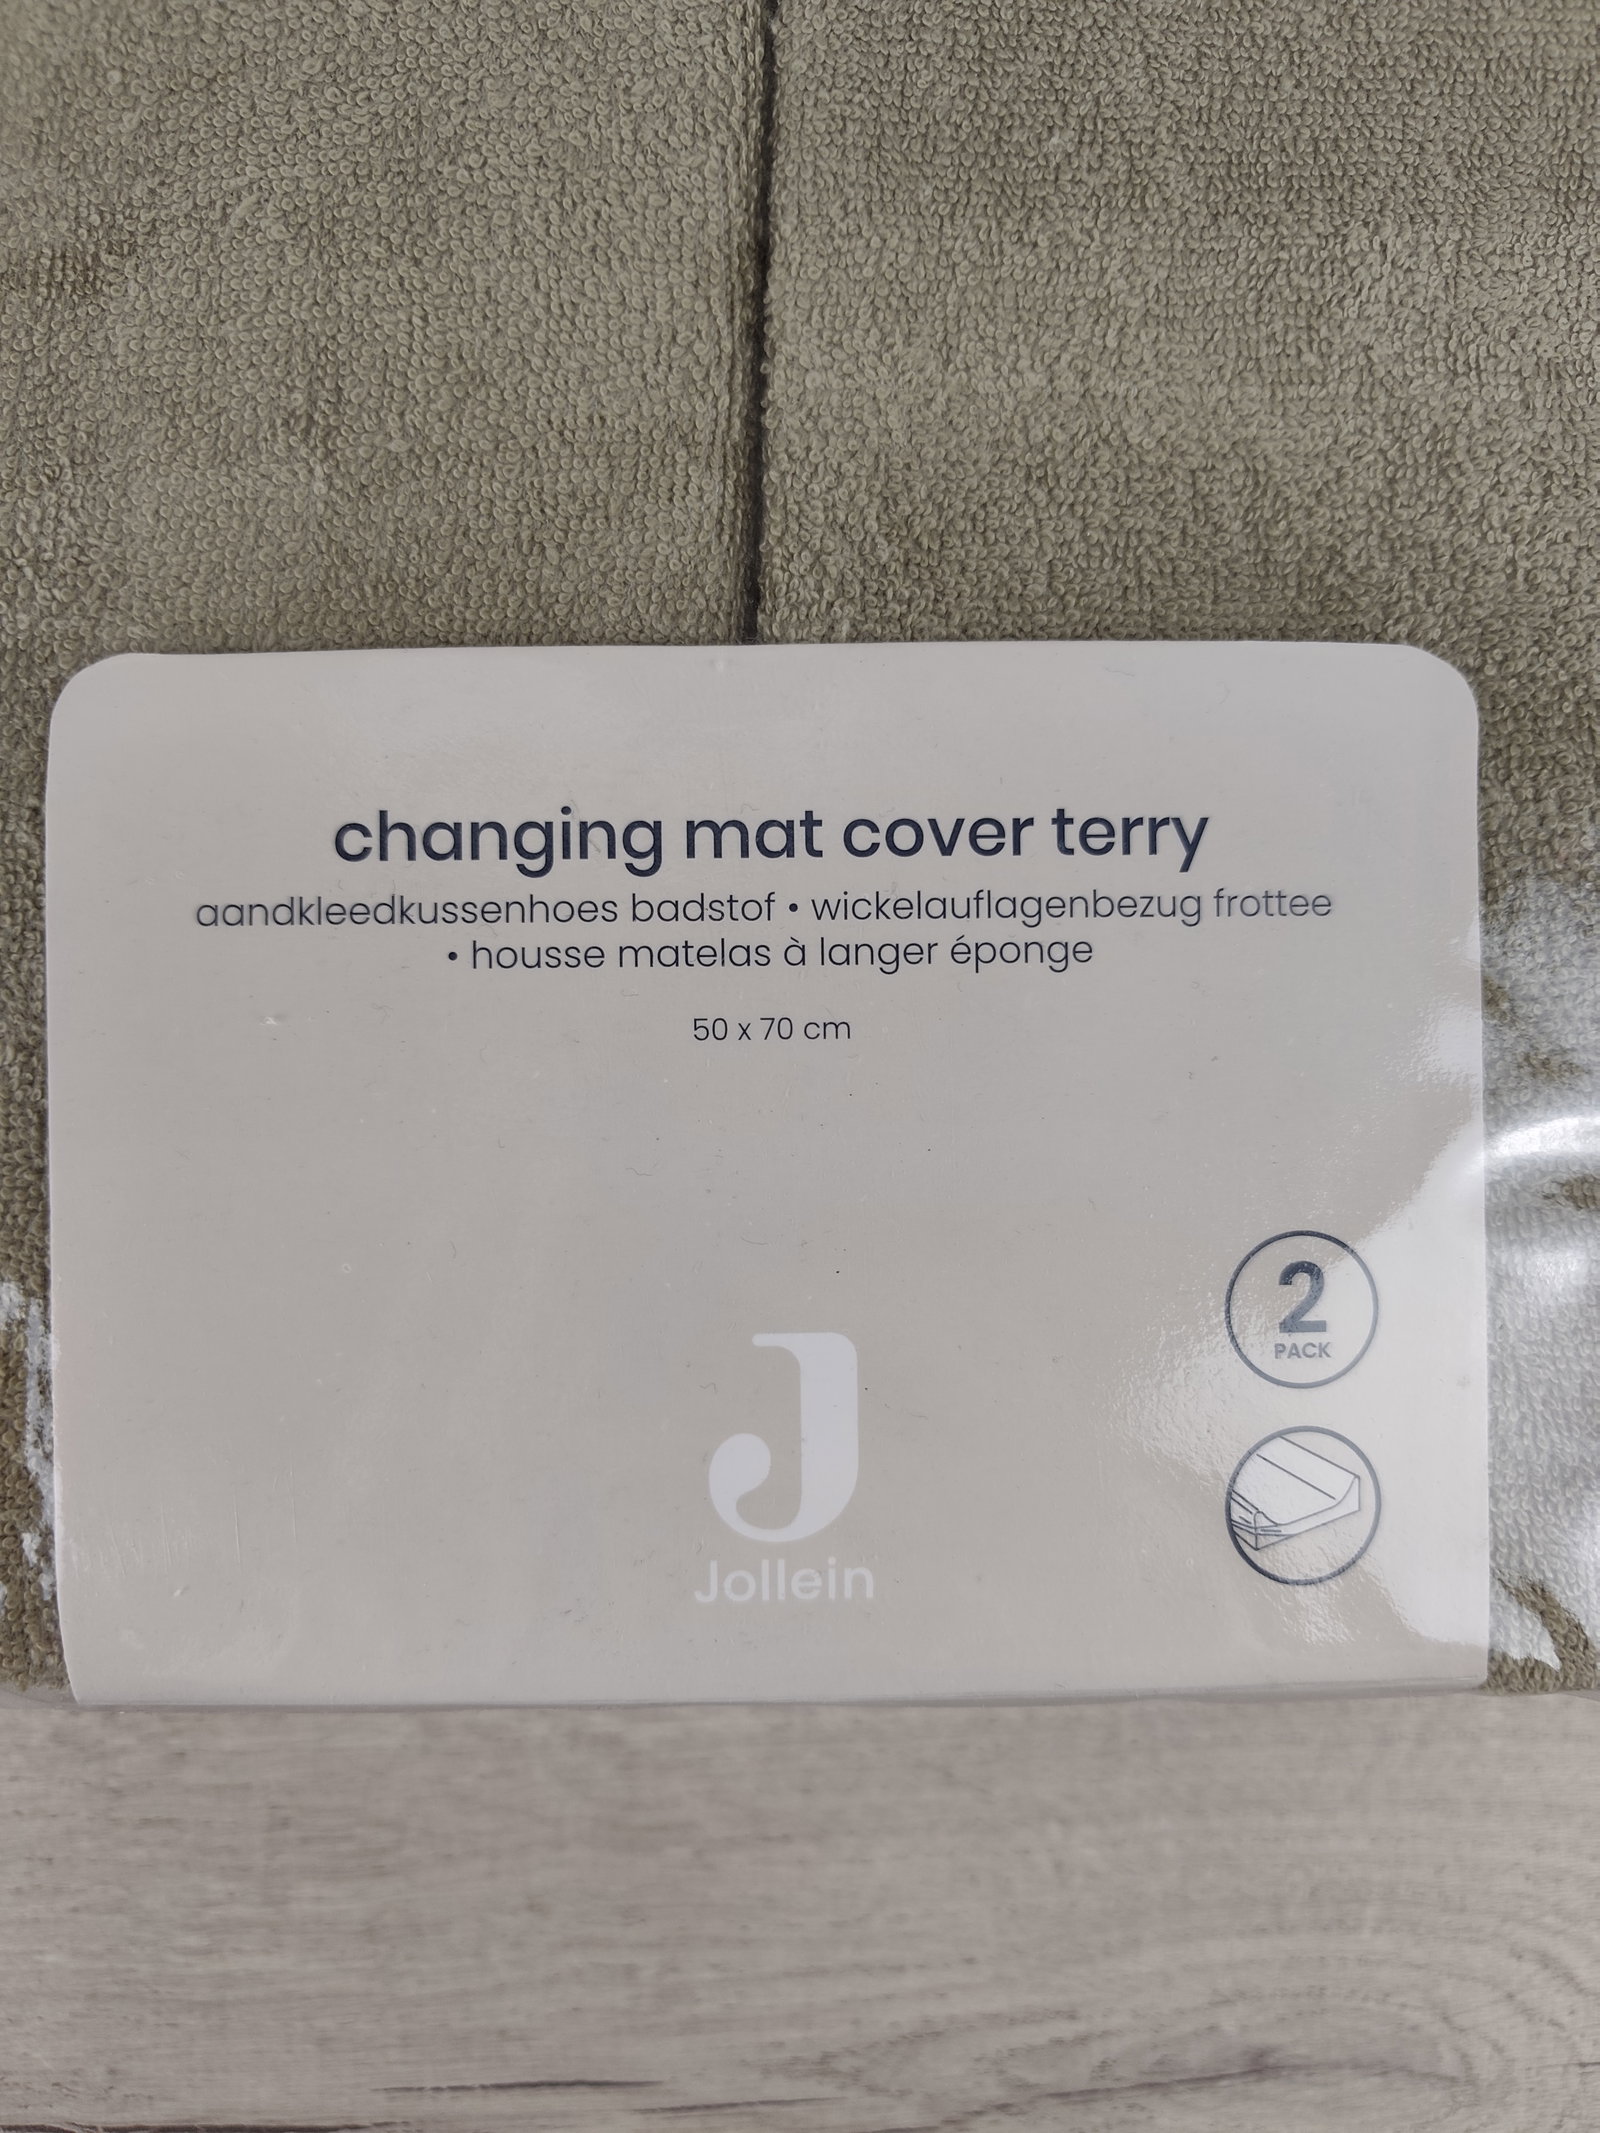 changing mat cover terry
aandkleedkussenhoes badstof • wickelauflagenbezug frottee
• housse matelas à langer éponge
50 x 70 cm
2
PACK
J
Jollein